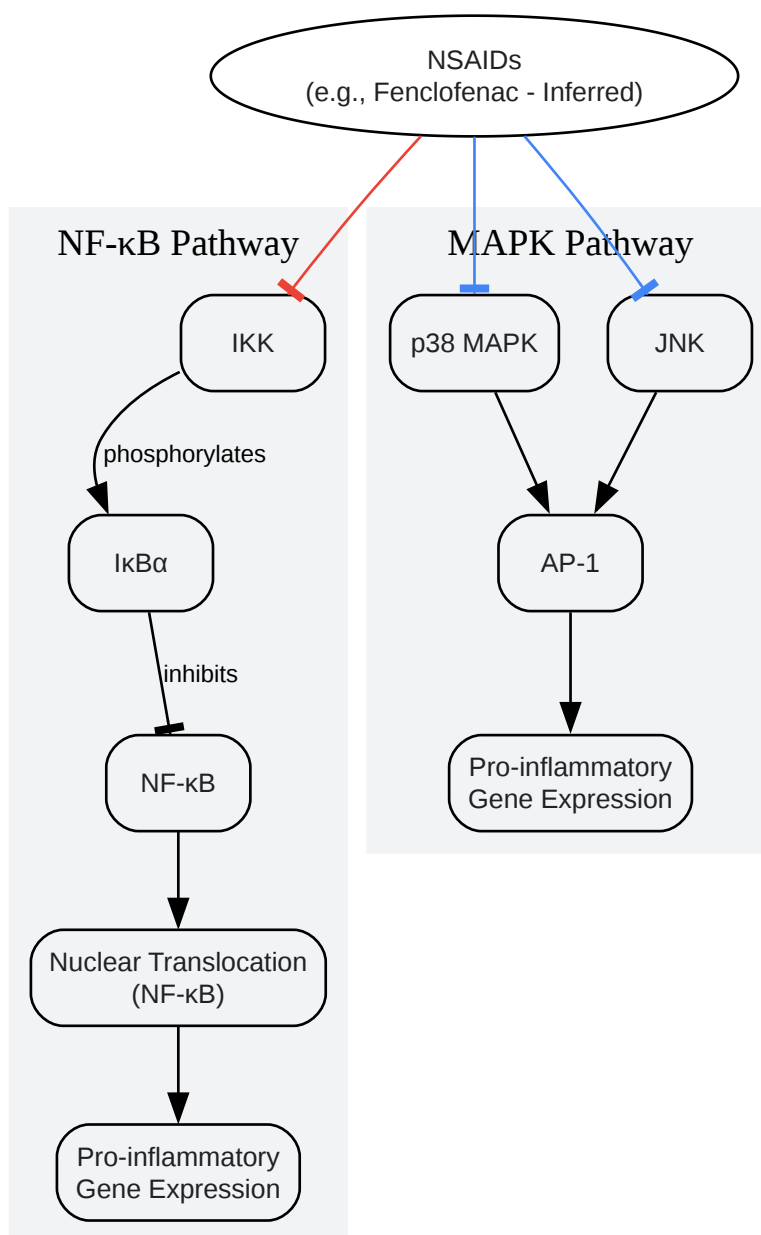 NSAIDs
(e.g., Fenclofenac - Inferred)
NF-κB Pathway
IKK
phosphorylates
IκBα
inhibits
NF-κB
Nuclear Translocation
(NF-κB)
Pro-inflammatory
Gene Expression
MAPK Pathway
p38 MAPK
JNK
AP-1
Pro-inflammatory
Gene Expression